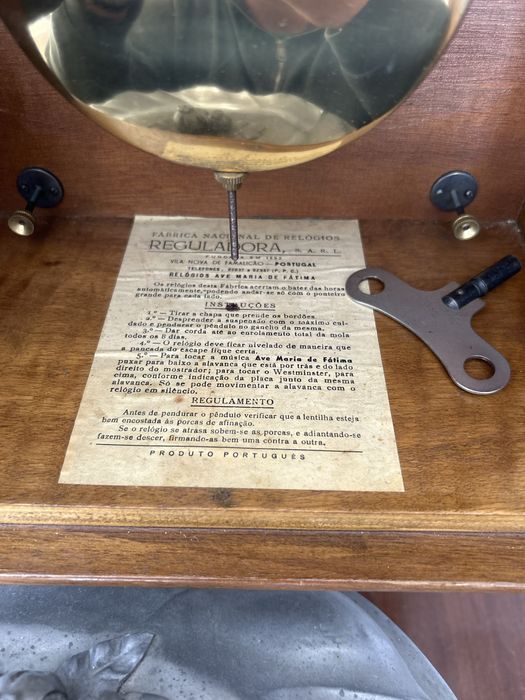 FÁBRICA NACIONAL DE RELÓGIOS
REGULADORA, S. A. R. L.
FUNDADA EM 1892
VILA NOVA DE FAMALICÃO — PORTUGAL
TELEFONES,
RELÓGIOS AVE MARIA DE FÁTIMA
Os relógios desta Fábrica acertam o bater das horas
automàticamente, podendo andar-se só com o ponteiro
grande para cada lado.
INSTRUÇÕES
1.º — Tirar a chapa que prende os bordões.
2.º — Desprender a suspensão com o máximo cui-
dado e pendurar o pêndulo no gancho da mesma.
3.º — Dar corda até ao enrolamento total da mola
todos os 8 dias.
4.º — O relógio deve ficar nivelado de maneira que
a pancada do escape fique certa.
5.º — Para tocar a música Ave Maria de Fátima
puxar para baixo a alavanca que está por trás e do lado
direito do mostrador; para tocar o Westminster, para
cima, conforme indicação da placa junto da mesma
alavanca. Só se pode movimentar a alavanca com o
relógio em silêncio.
REGULAMENTO
Antes de pendurar o pêndulo verificar que a lentilha esteja
bem encostada às porcas de afinação.
Se o relógio se atrasa sobem-se as porcas, e adiantando-se
fazem-se descer, firmando-as bem uma contra a outra.
PRODUTO PORTUGUÊS